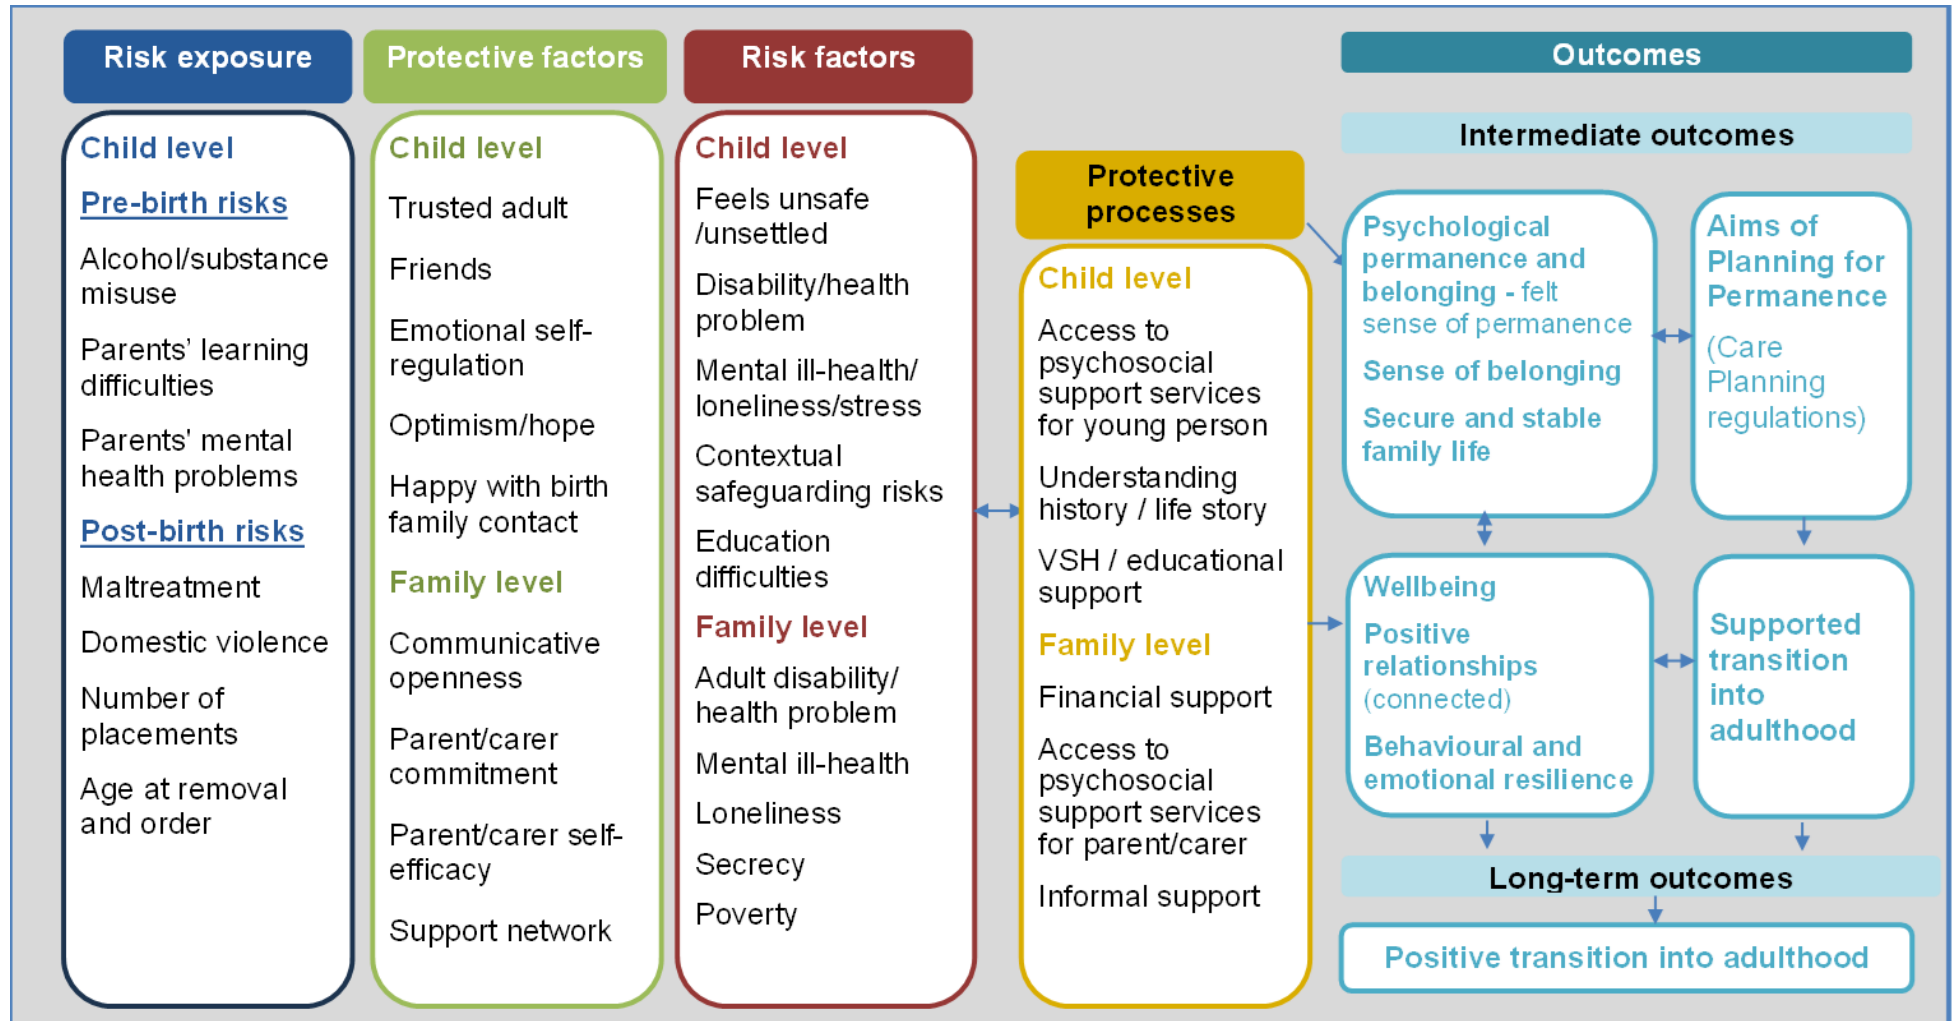 Risk exposure
Child level
Pre-birth risks
Alcohol/substance
misuse
Parents’ learning
difficulties
Parents’ mental
health problems
Post-birth risks
Maltreatment
Domestic violence
Number of
placements
Age at removal
and order
Protective factors
Child level
Trusted adult
Friends
Emotional self-
regulation
Optimism/hope
Happy with birth
family contact
Family level
Communicative
openness
Parent/carer
commitment
Parent/carer self-
efficacy
Support network
Risk factors
Child level
Feels unsafe
/unsettled
Disability/health
problem
Mental ill-health/
loneliness/stress
Contextual
safeguarding risks
Education
difficulties
Family level
Adult disability/
health problem
Mental ill-health
Loneliness
Secrecy
Poverty
Protective
processes
Child level
Access to
psychosocial
support services
for young person
Understanding
history / life story
VSH / educational
support
Family level
Financial support
Access to
psychosocial
support services
for parent/carer
Informal support
Outcomes
Intermediate outcomes
Psychological
permanence and
belonging - felt
sense of permanence
Sense of belonging
Secure and stable
family life
Aims of
Planning for
Permanence
(Care
Planning
regulations)
Wellbeing
Positive
relationships
(connected)
Behavioural and
emotional resilience
Supported
transition
into
adulthood
Long-term outcomes
Positive transition into adulthood